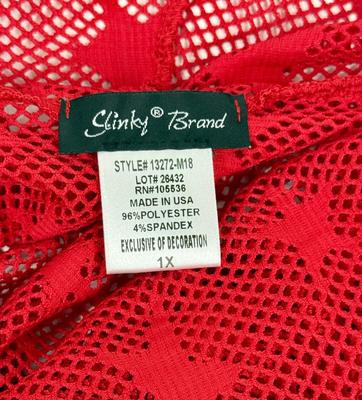 Slinky® Brand
STYLE# 13272-M18
LOT# 26432
RN#105536
MADE IN USA
96%POLYESTER
4%SPANDEX
EXCLUSIVE OF DECORATION
1X